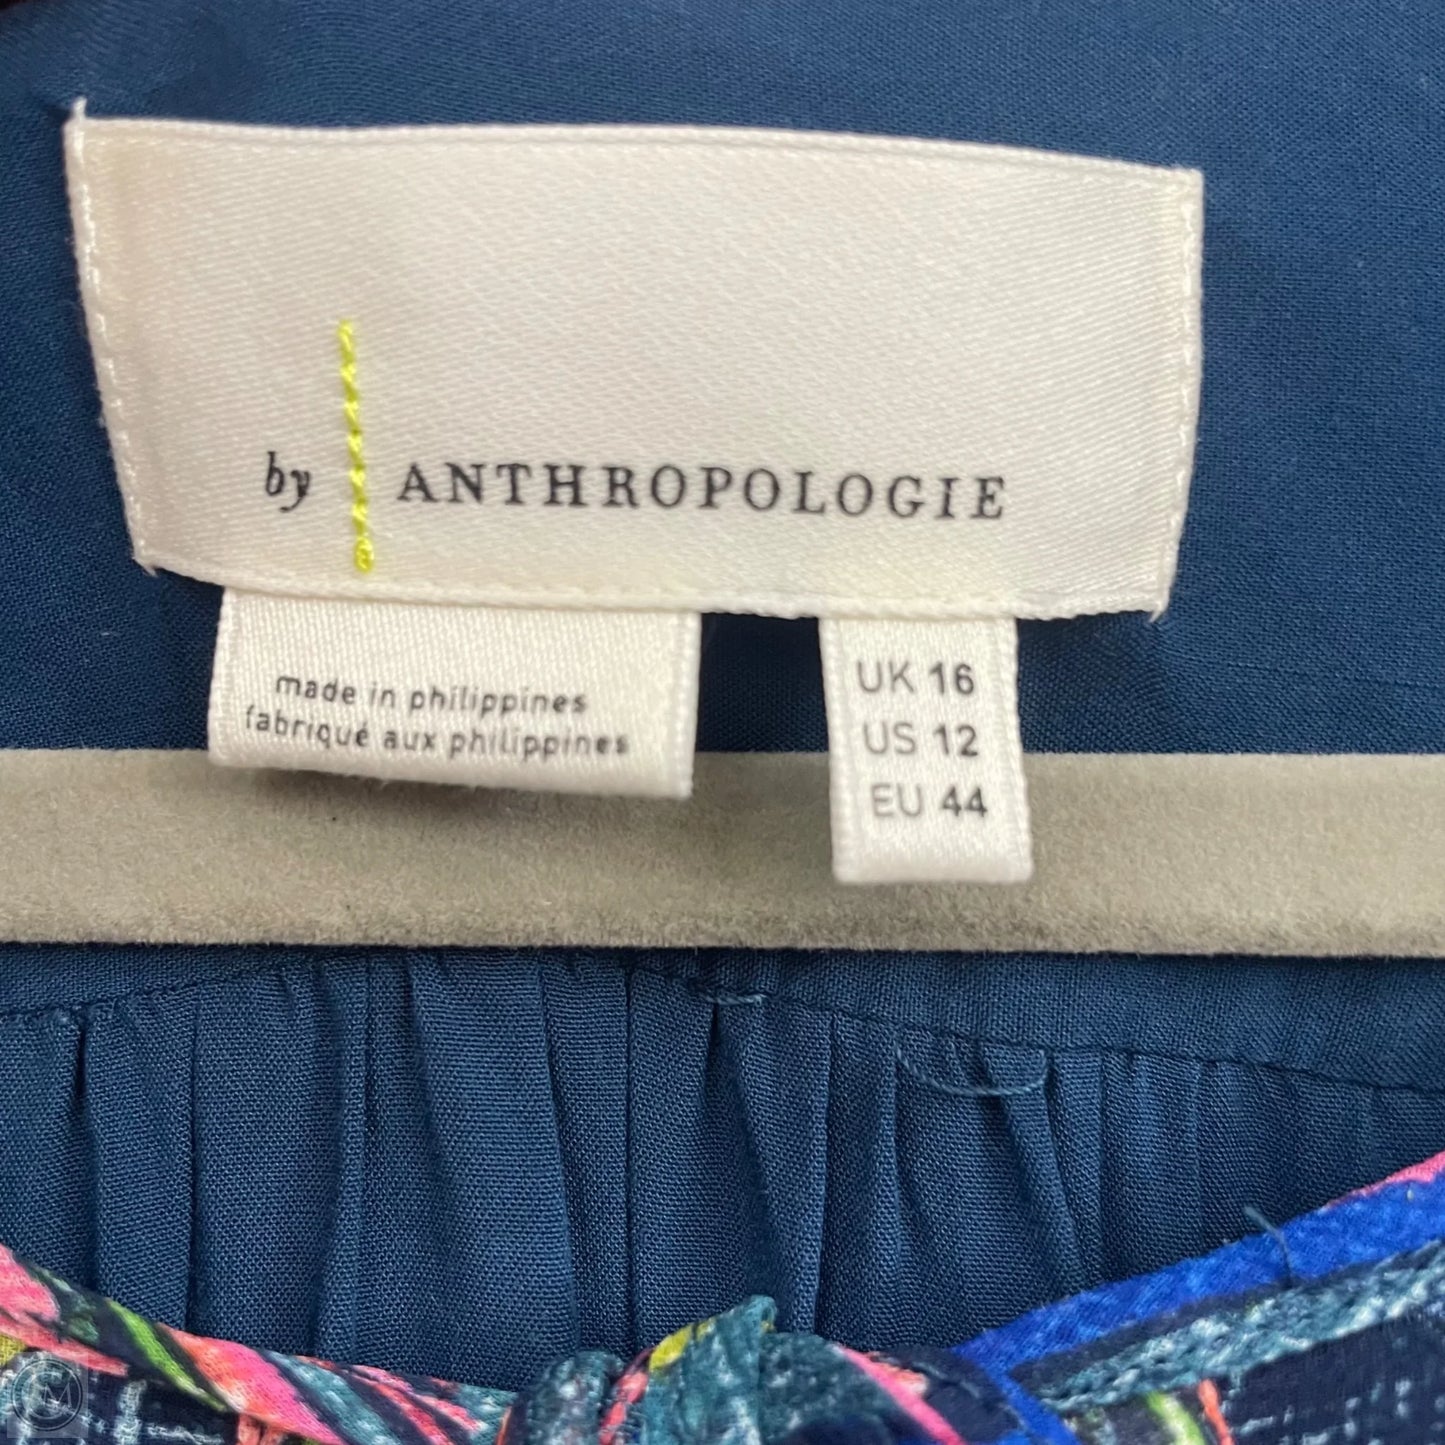 by ANTHROPOLOGIE
made in philippines
fabriqué aux philippines
UK 16
US 12
EU 44